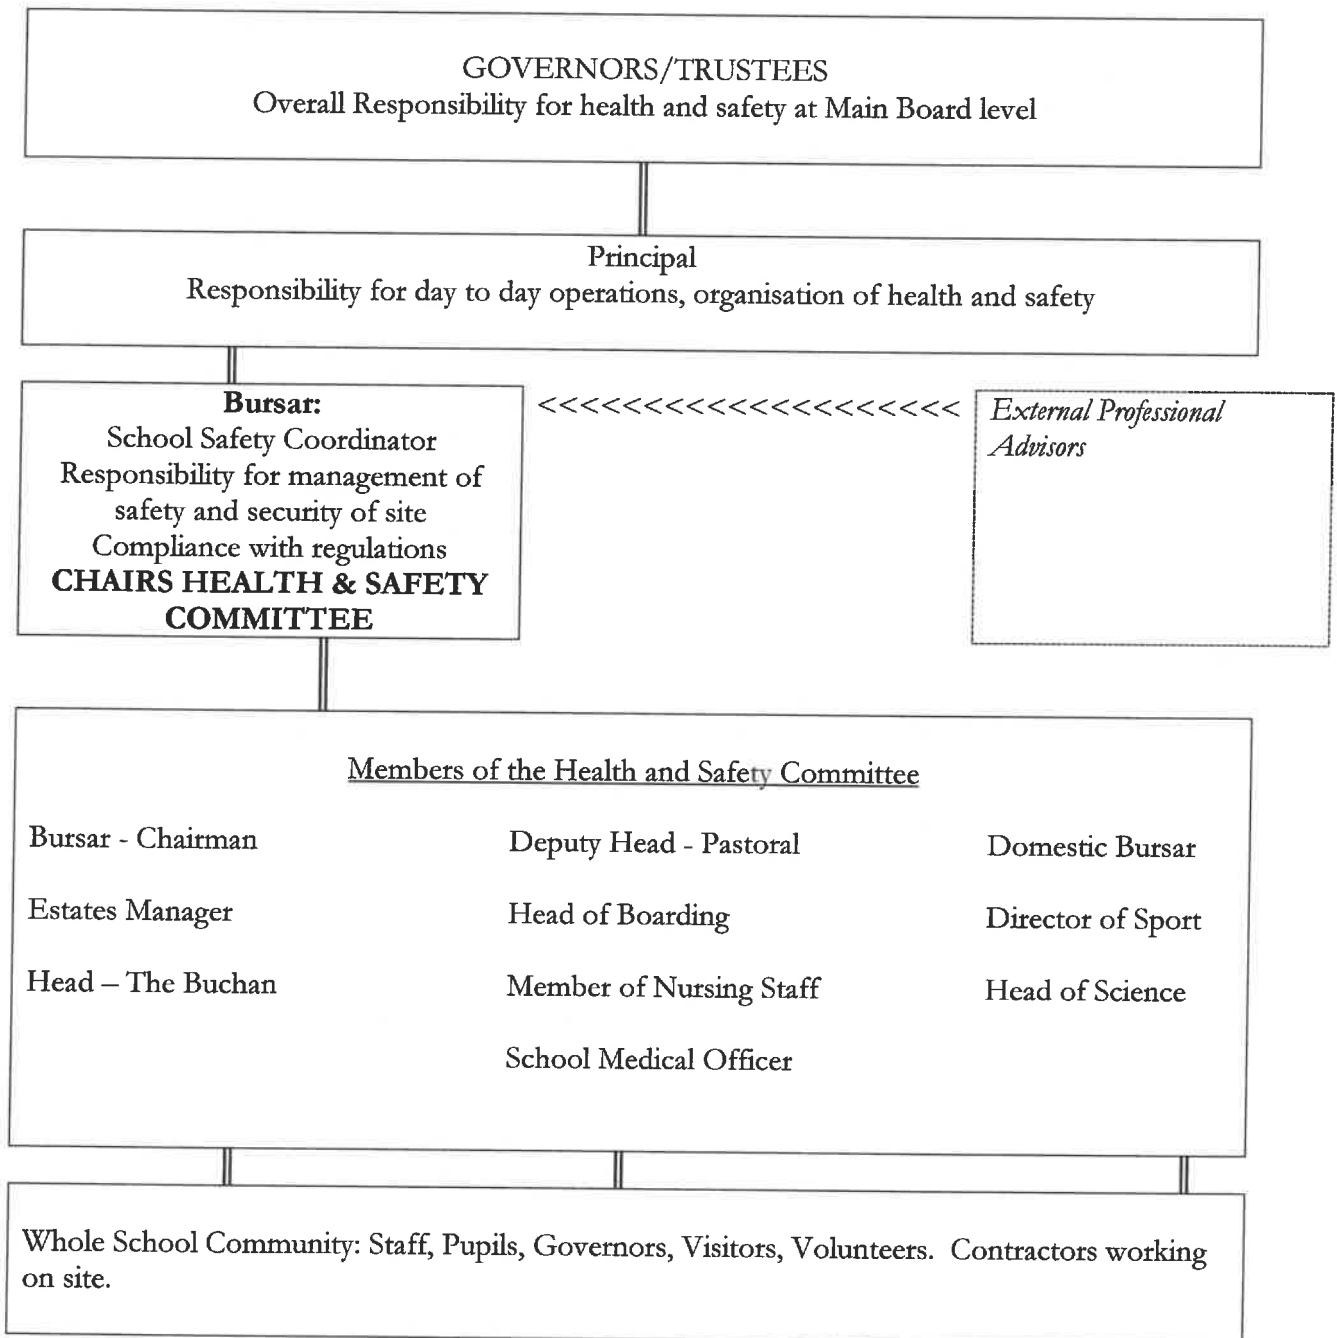 GOVERNORS/TRUSTEES
Overall Responsibility for health and safety at Main Board level
Principal
Responsibility for day to day operations, organisation of health and safety
Bursar:
School Safety Coordinator
Responsibility for management of
safety and security of site
Compliance with regulations
CHAIRS HEALTH & SAFETY
COMMITTEE
<<<<<<<<<<<<<<<<<<<<
External Professional
Advisors
Members of the Health and Safety Committee
Bursar - Chairman
Deputy Head - Pastoral
Domestic Bursar
Estates Manager
Head of Boarding
Director of Sport
Head – The Buchan
Member of Nursing Staff
Head of Science
School Medical Officer
Whole School Community: Staff, Pupils, Governors, Visitors, Volunteers.  Contractors working
on site.